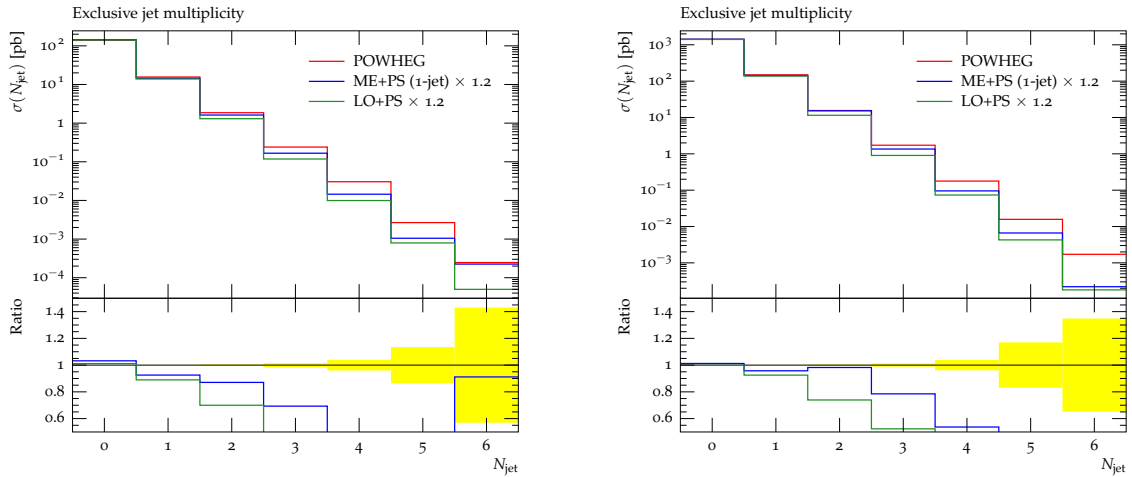 Exclusive jet multiplicity
σ(N_jet) [pb]
10^2
10^1
1
10^−1
10^−2
10^−3
10^−4
POWHEG
ME+PS (1-jet) × 1.2
LO+PS × 1.2
Ratio
1.4
1.2
1
0.8
0.6
0 1 2 3 4 5 6
N_jet
Exclusive jet multiplicity
σ(N_jet) [pb]
10^3
10^2
10^1
1
10^−1
10^−2
10^−3
POWHEG
ME+PS (1-jet) × 1.2
LO+PS × 1.2
Ratio
1.4
1.2
1
0.8
0.6
0 1 2 3 4 5 6
N_jet